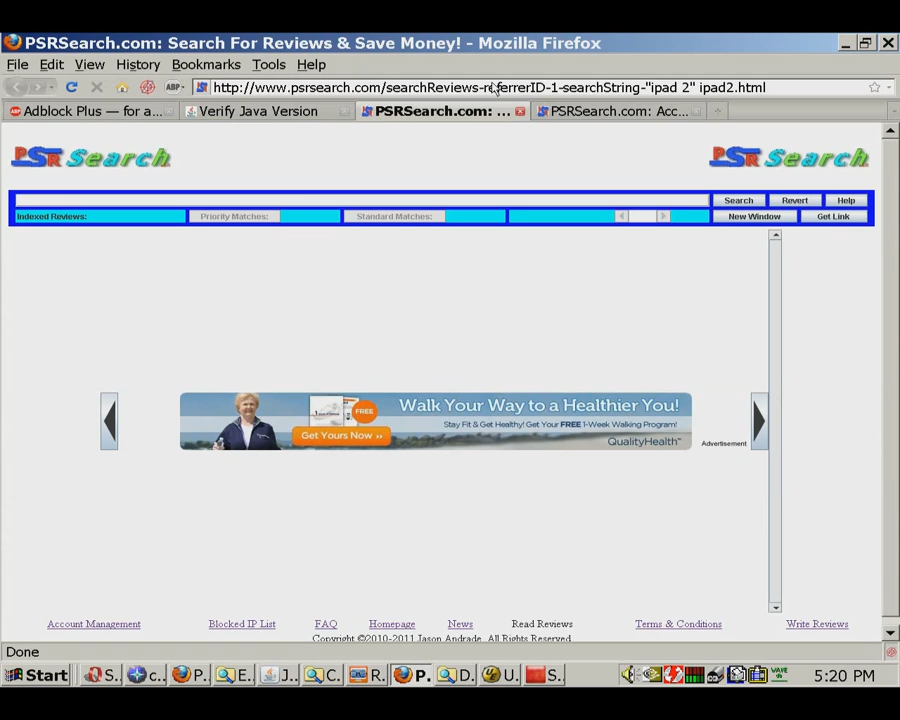 PSRSearch.com: Search For Reviews & Save Money! - Mozilla Firefox
File Edit View History Bookmarks Tools Help
ABP http://www.psrsearch.com/searchReviews-referrerID-1-searchString-"ipad 2" ipad2.html
Adblock Plus — for a... Verify Java Version PSRSearch.com: ... PSRSearch.com: Acc...
PSR Search PSR Search
Search Revert Help
Indexed Reviews: Priority Matches: Standard Matches: New Window Get Link
Walk Your Way to a Healthier You!
FREE
Stay Fit & Get Healthy! Get Your FREE 1-Week Walking Program!
Get Yours Now
QualityHealth™
Advertisement
Account Management Blocked IP List FAQ Homepage News Read Reviews Terms & Conditions Write Reviews
Copyright ©2010-2011 Jason Andrade. All Rights Reserved
Done
Start S. c... P. E.. J.. C. R. P. D. U. S. WAVE 5:20 PM